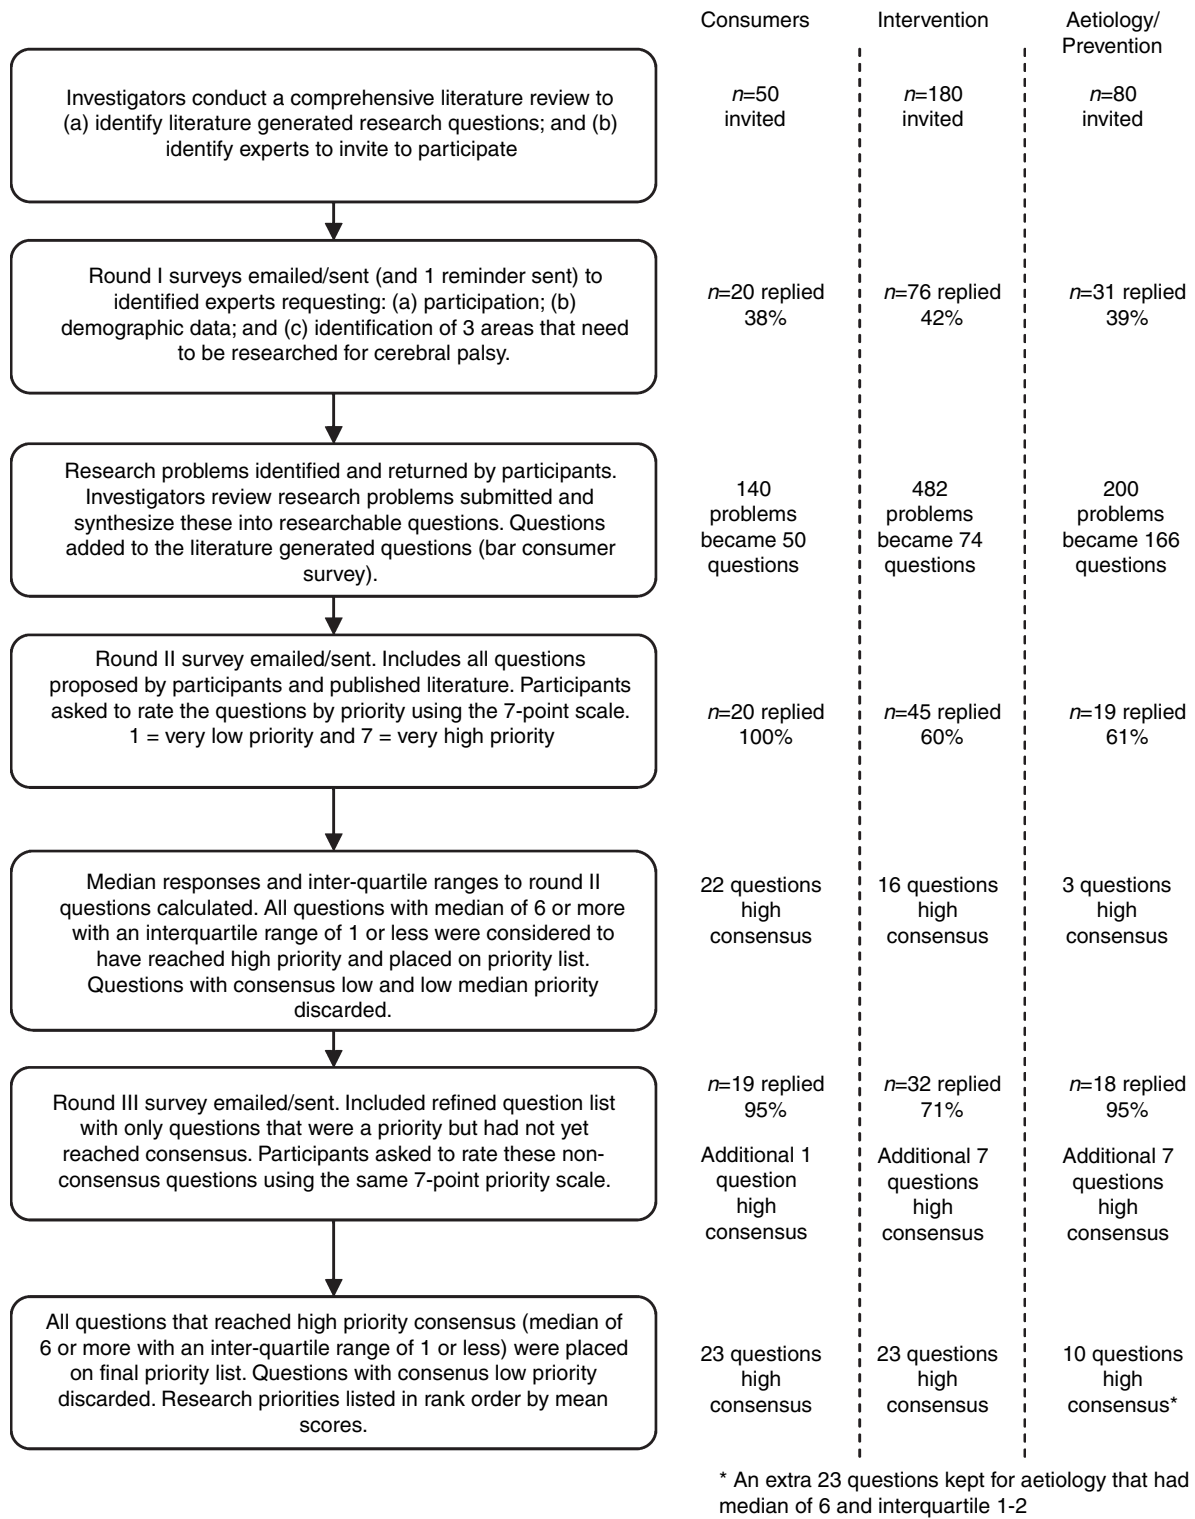 Consumers
Intervention
Aetiology/
Prevention
Investigators conduct a comprehensive literature review to
(a) identify literature generated research questions; and (b)
identify experts to invite to participate
n=50
invited
n=180
invited
n=80
invited
Round I surveys emailed/sent (and 1 reminder sent) to
identified experts requesting: (a) participation; (b)
demographic data; and (c) identification of 3 areas that need
to be researched for cerebral palsy.
n=20 replied
38%
n=76 replied
42%
n=31 replied
39%
Research problems identified and returned by participants.
Investigators review research problems submitted and
synthesize these into researchable questions. Questions
added to the literature generated questions (bar consumer
survey).
140
problems
became 50
questions
482
problems
became 74
questions
200
problems
became 166
questions
Round II survey emailed/sent. Includes all questions
proposed by participants and published literature. Participants
asked to rate the questions by priority using the 7-point scale.
1 = very low priority and 7 = very high priority
n=20 replied
100%
n=45 replied
60%
n=19 replied
61%
Median responses and inter-quartile ranges to round II
questions calculated. All questions with median of 6 or more
with an interquartile range of 1 or less were considered to
have reached high priority and placed on priority list.
Questions with consensus low and low median priority
discarded.
22 questions
high
consensus
16 questions
high
consensus
3 questions
high
consensus
Round III survey emailed/sent. Included refined question list
with only questions that were a priority but had not yet
reached consensus. Participants asked to rate these non-
consensus questions using the same 7-point priority scale.
n=19 replied
95%
Additional 1
question
high
consensus
n=32 replied
71%
Additional 7
questions
high
consensus
n=18 replied
95%
Additional 7
questions
high
consensus
All questions that reached high priority consensus (median of
6 or more with an inter-quartile range of 1 or less) were placed
on final priority list. Questions with consenus low priority
discarded. Research priorities listed in rank order by mean
scores.
23 questions
high
consensus
23 questions
high
consensus
10 questions
high
consensus*
* An extra 23 questions kept for aetiology that had
median of 6 and interquartile 1-2